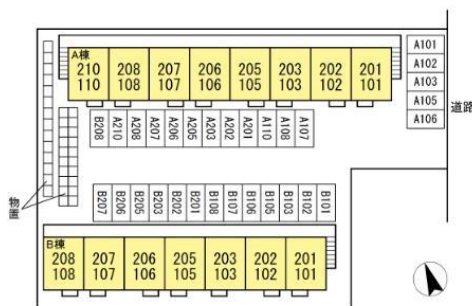 A棟
210 208 207 206 205 203 202 201
110 108 107 106 105 103 102 101
A101
A102
A103
A105
A106
道路
B208 A210 A208 A207 A206 A205 A203 A202 A201 A110 A108 A107
物置
B207 B206 B205 B203 B202 B201 B108 B107 B106 B105 B103 B102 B101
B棟
208 207 206 205 203 202 201
108 107 106 105 103 102 101